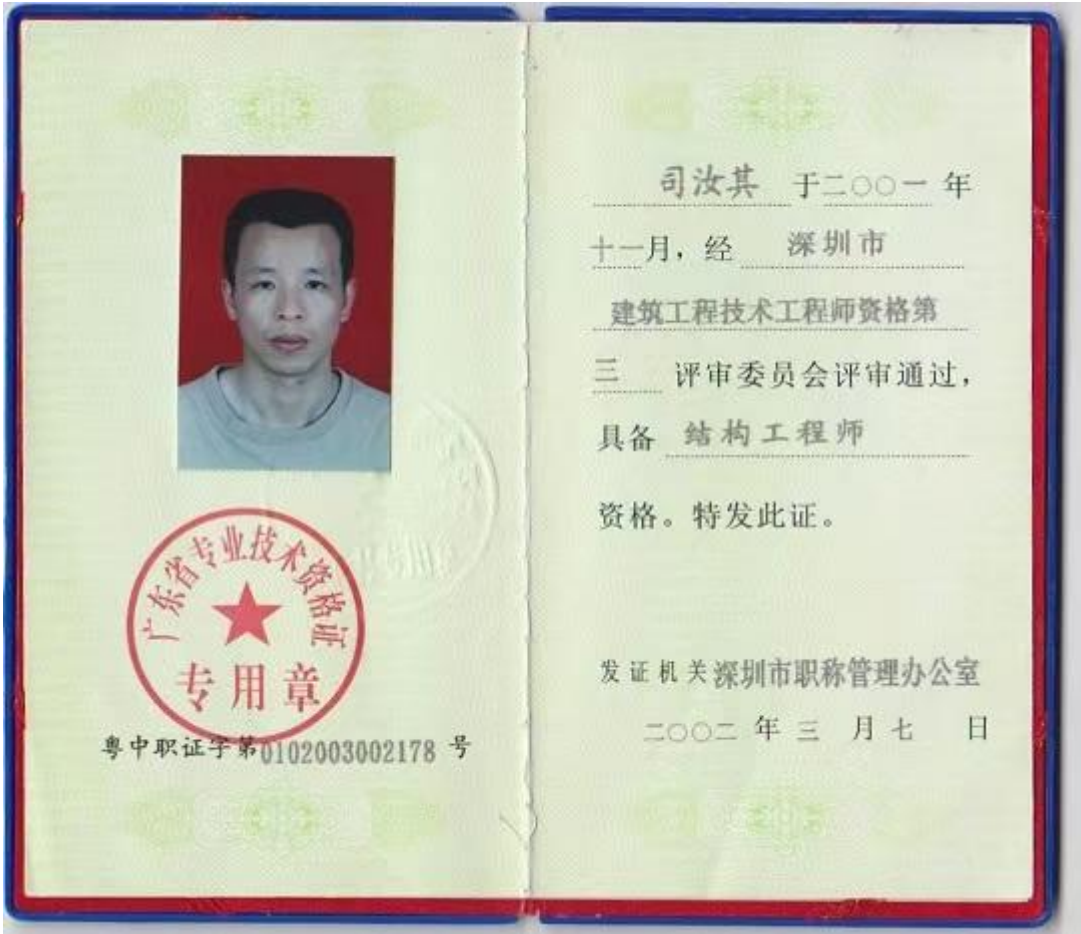 广东省专业技术资格证
专用章
粤中职证字第0102003002178 号
司汝其 于二〇〇一年
十一月，经 深圳市
建筑工程技术工程师资格第
三 评审委员会评审通过，
具备 结构工程师
资格。特发此证。
发证机关深圳市职称管理办公室
二〇〇二年三月七 日